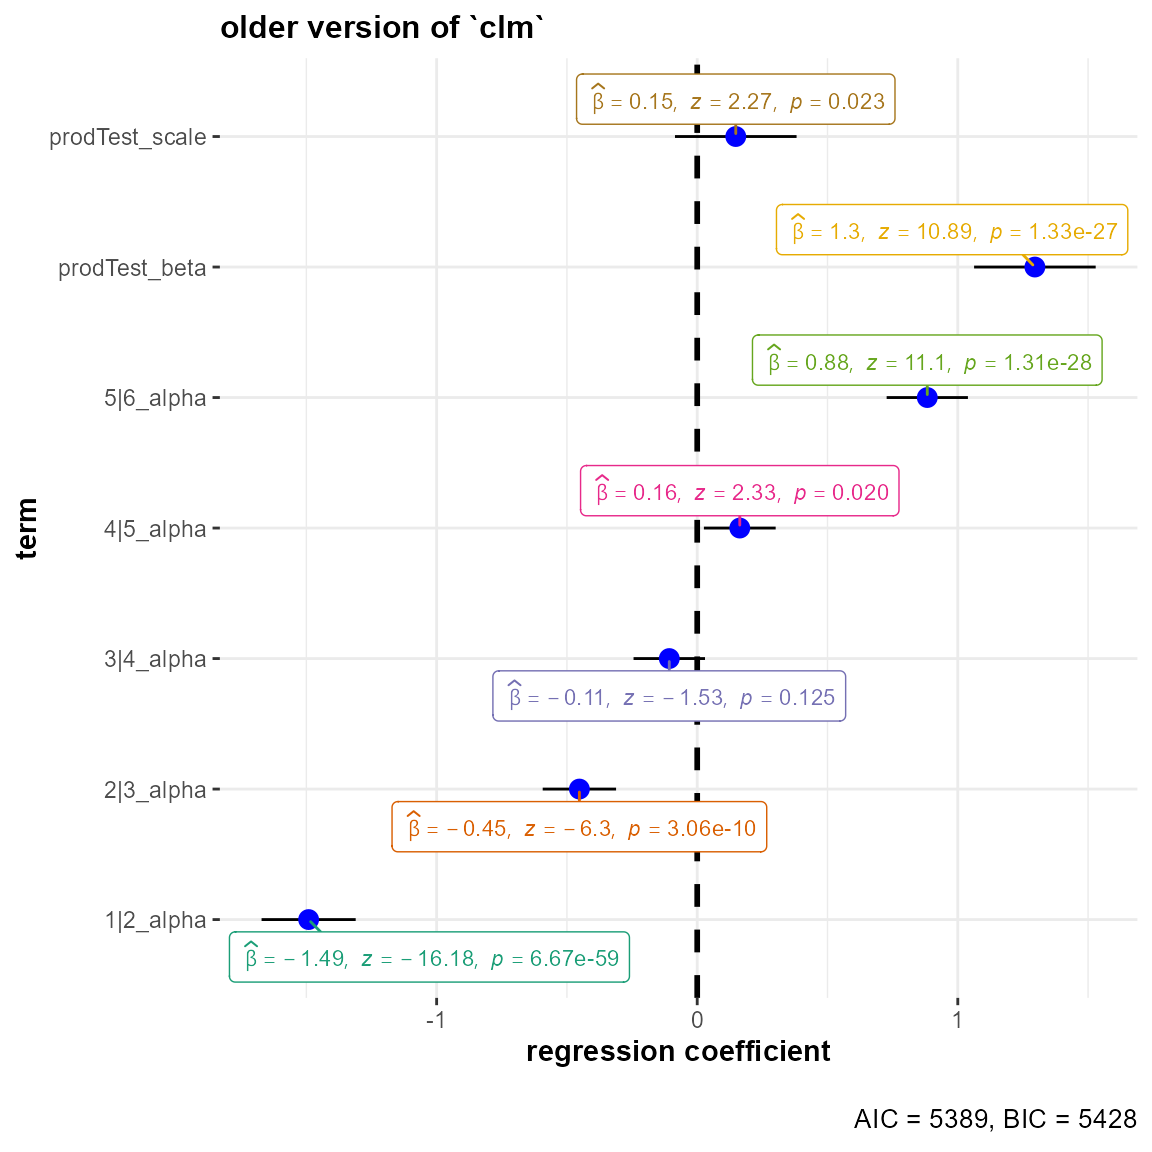 older version of `clm`
β̂ = 0.15, z = 2.27, p = 0.023
prodTest_scale
β̂ = 1.3, z = 10.89, p = 1.33e-27
prodTest_beta
β̂ = 0.88, z = 11.1, p = 1.31e-28
5|6_alpha
β̂ = 0.16, z = 2.33, p = 0.020
4|5_alpha
term
3|4_alpha
β̂ = − 0.11, z = − 1.53, p = 0.125
2|3_alpha
β̂ = − 0.45, z = − 6.3, p = 3.06e-10
1|2_alpha
β̂ = − 1.49, z = − 16.18, p = 6.67e-59
-1 0 1
regression coefficient
AIC = 5389, BIC = 5428